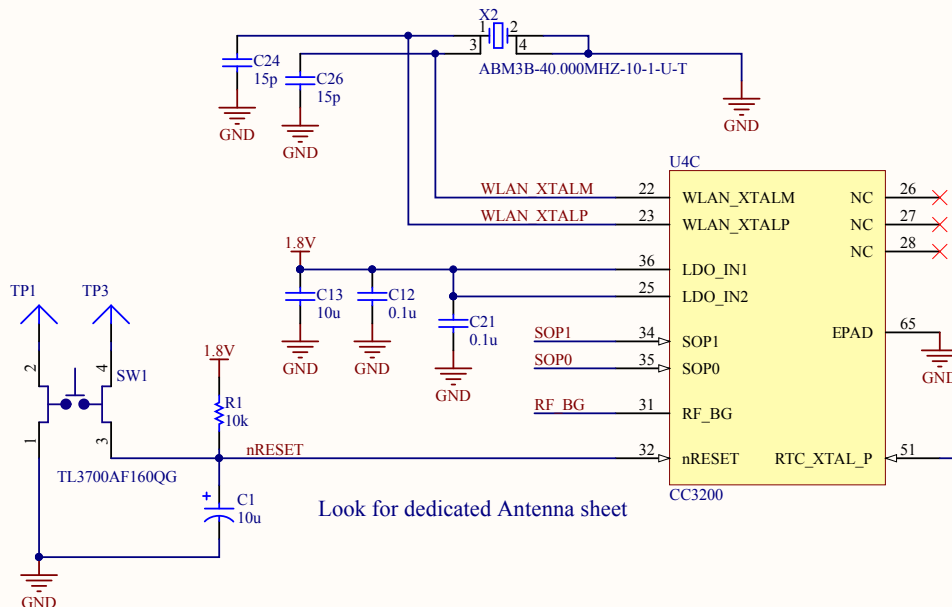 X2
1 2
3 4
ABM3B-40.000MHZ-10-1-U-T
C24
15p
C26
15p
GND
GND
GND
U4C
WLAN_XTALM 22 WLAN_XTALM NC 26
WLAN_XTALP 23 WLAN_XTALP NC 27
NC 28
1.8V
36 LDO_IN1
25 LDO_IN2
C13
10u
C12
0.1u
C21
0.1u
GND GND
GND
TP1 TP3
SOP1 34 SOP1
SOP0 35 SOP0
EPAD 65
GND
1.8V
2 4
SW1
R1
10k
RF_BG 31 RF_BG
1 3
nRESET 32 nRESET RTC_XTAL_P 51
TL3700AF160QG
CC3200
+ C1
10u
Look for dedicated Antenna sheet
GND